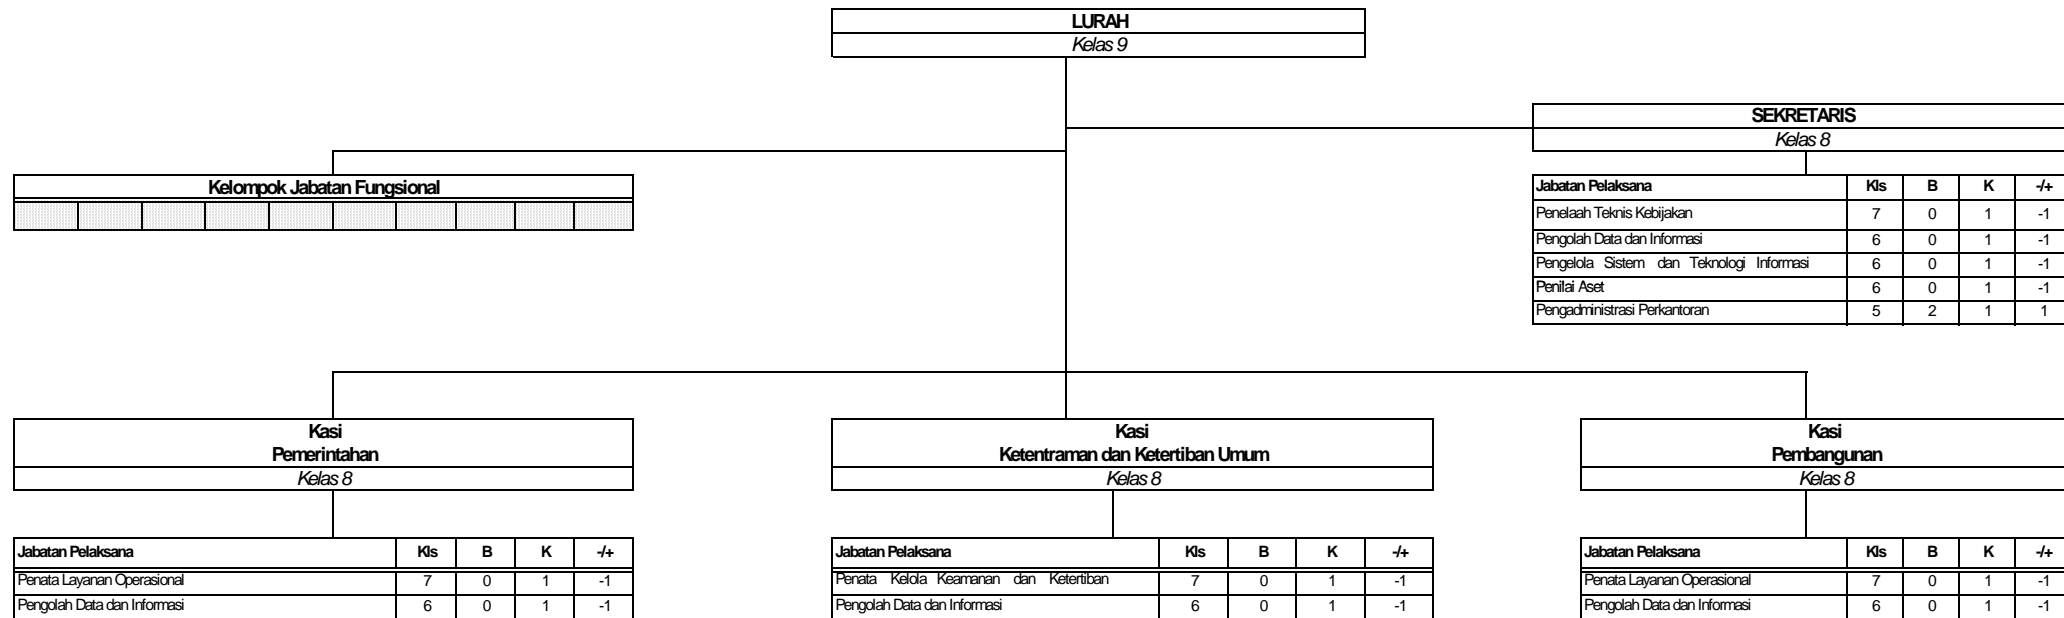 LURAH
Kelas 9
SEKRETARIS
Kelas 8
Kelompok Jabatan Fungsional
Jabatan Pelaksana Kls B K -/+
Penelaah Teknis Kebijakan 7 0 1 -1
Pengolah Data dan Informasi 6 0 1 -1
Pengelola Sistem dan Teknologi Informasi 6 0 1 -1
Penilai Aset 6 0 1 -1
Pengadministrasi Perkantoran 5 2 1 1
Kasi
Pemerintahan
Kelas 8
Jabatan Pelaksana Kls B K -/+
Penata Layanan Operasional 7 0 1 -1
Pengolah Data dan Informasi 6 0 1 -1
Kasi
Ketentraman dan Ketertiban Umum
Kelas 8
Jabatan Pelaksana Kls B K -/+
Penata Kelola Keamanan dan Ketertiban 7 0 1 -1
Pengolah Data dan Informasi 6 0 1 -1
Kasi
Pembangunan
Kelas 8
Jabatan Pelaksana Kls B K -/+
Penata Layanan Operasional 7 0 1 -1
Pengolah Data dan Informasi 6 0 1 -1